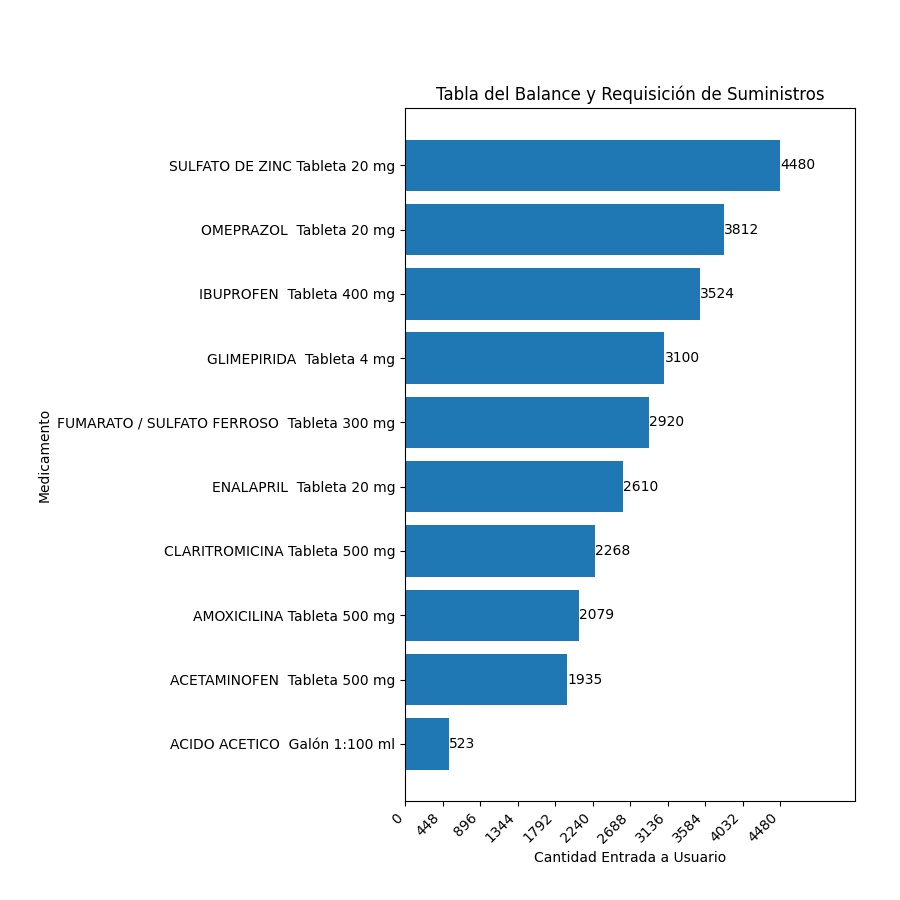 Tabla del Balance y Requisición de Suministros
SULFATO DE ZINC Tableta 20 mg 4480
OMEPRAZOL  Tableta 20 mg 3812
IBUPROFEN  Tableta 400 mg 3524
GLIMEPIRIDA  Tableta 4 mg 3100
FUMARATO / SULFATO FERROSO  Tableta 300 mg 2920
ENALAPRIL  Tableta 20 mg 2610
CLARITROMICINA Tableta 500 mg 2268
AMOXICILINA Tableta 500 mg 2079
ACETAMINOFEN  Tableta 500 mg 1935
ACIDO ACETICO  Galón 1:100 ml 523
Medicamento
0 448 896 1344 1792 2240 2688 3136 3584 4032 4480
Cantidad Entrada a Usuario